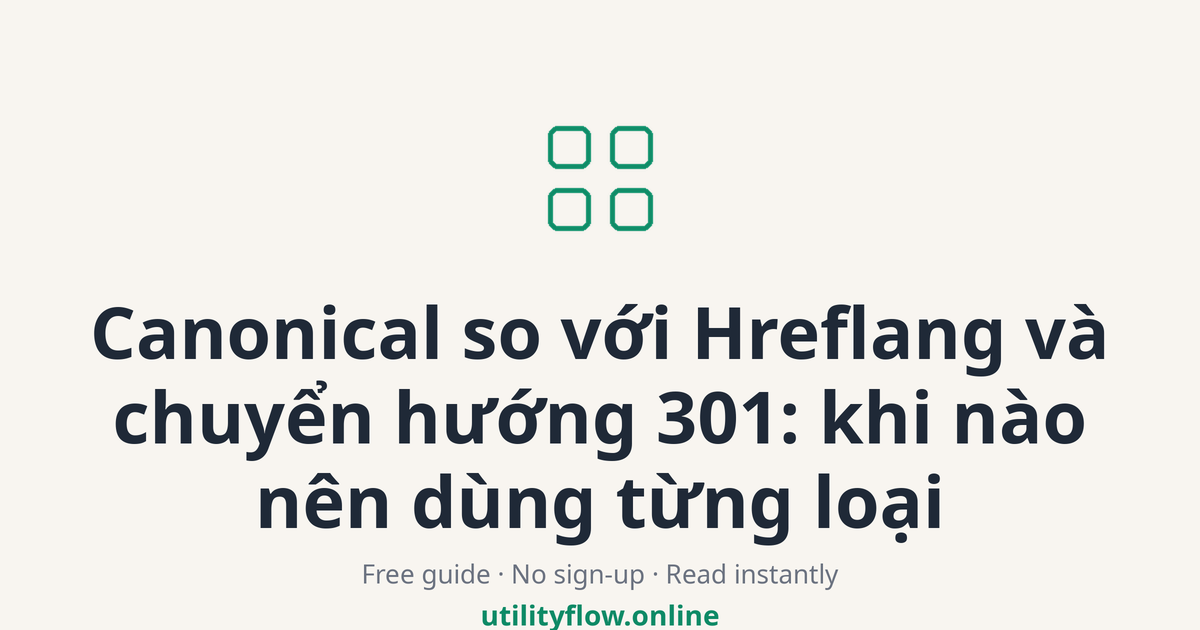 Canonical so với Hreflang và
chuyển hướng 301: khi nào
nên dùng từng loại
Free guide · No sign-up · Read instantly
utilityflow.online